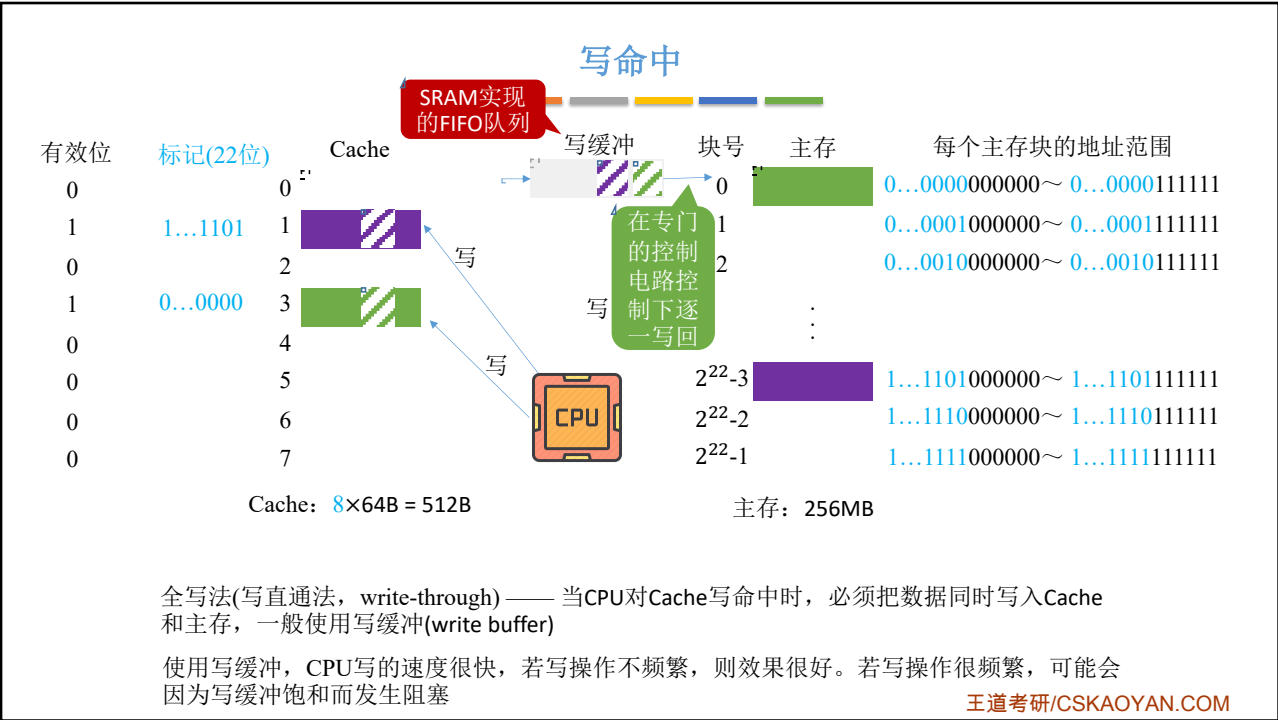 写命中
SRAM实现
的FIFO队列
有效位 标记(22位) Cache 写缓冲 块号 主存 每个主存块的地址范围
0 0 0 0…0000000000～ 0…0000111111
1 1…1101 1 1 0…0001000000～ 0…0001111111
0 2 2 0…0010000000～ 0…0010111111
1 0…0000 3
0 4
0 5 2²²-3 1…1101000000～ 1…1101111111
0 6 2²²-2 1…1110000000～ 1…1110111111
0 7 2²²-1 1…1111000000～ 1…1111111111
写
写
写
在专门
的控制
电路控
制下逐
一写回
CPU
Cache：8×64B = 512B
主存：256MB
全写法(写直通法，write-through) —— 当CPU对Cache写命中时，必须把数据同时写入Cache
和主存，一般使用写缓冲(write buffer)
使用写缓冲，CPU写的速度很快，若写操作不频繁，则效果很好。若写操作很频繁，可能会
因为写缓冲饱和而发生阻塞
王道考研/CSKAOYAN.COM